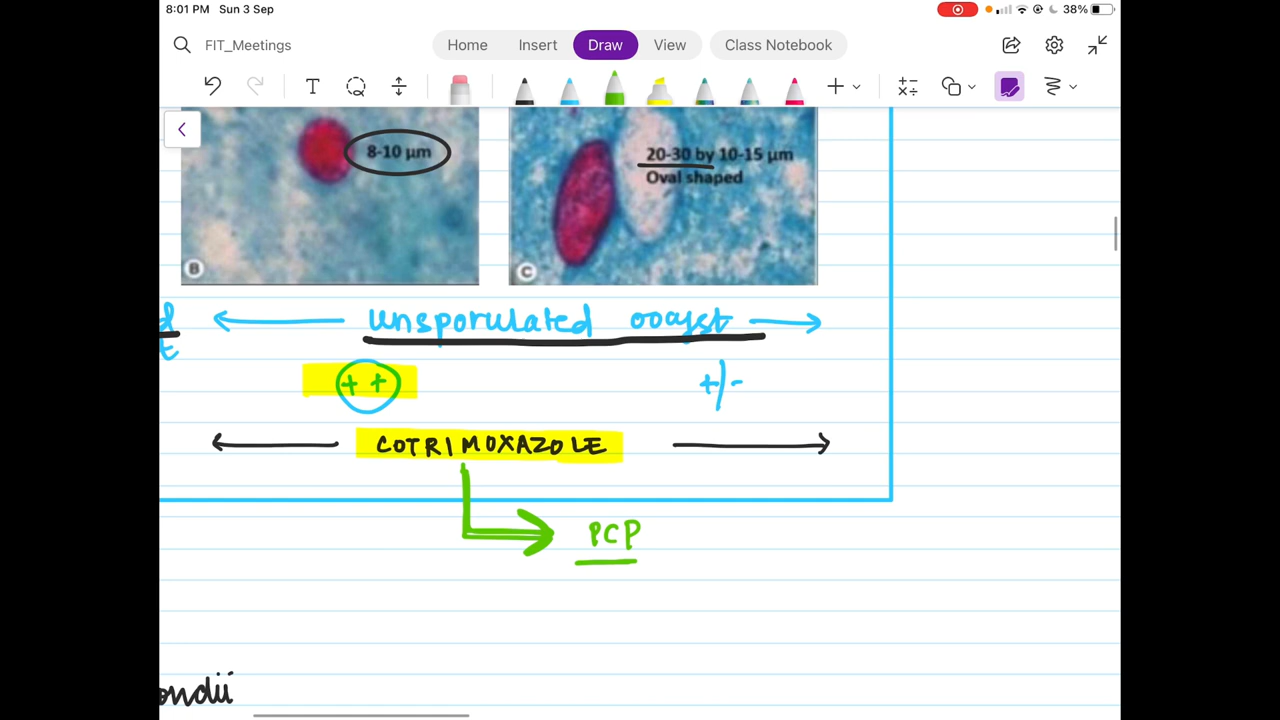 8:01 PM Sun 3 Sep
38%
FIT_Meetings
Home Insert Draw View Class Notebook
T
8-10 µm
20-30 by 10-15 µm
Oval shaped
B
C
unsporulated oocyst
+ +
+/-
COTRIMOXAZOLE
PCP
ondii